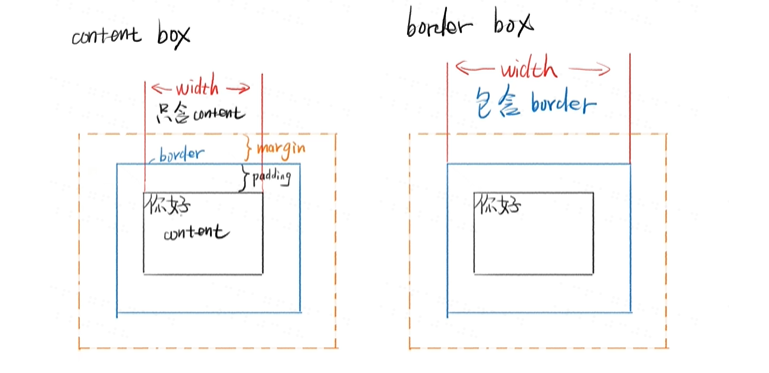 content box
width
只含content
border
margin
padding
你好
content
border box
width
包含border
你好